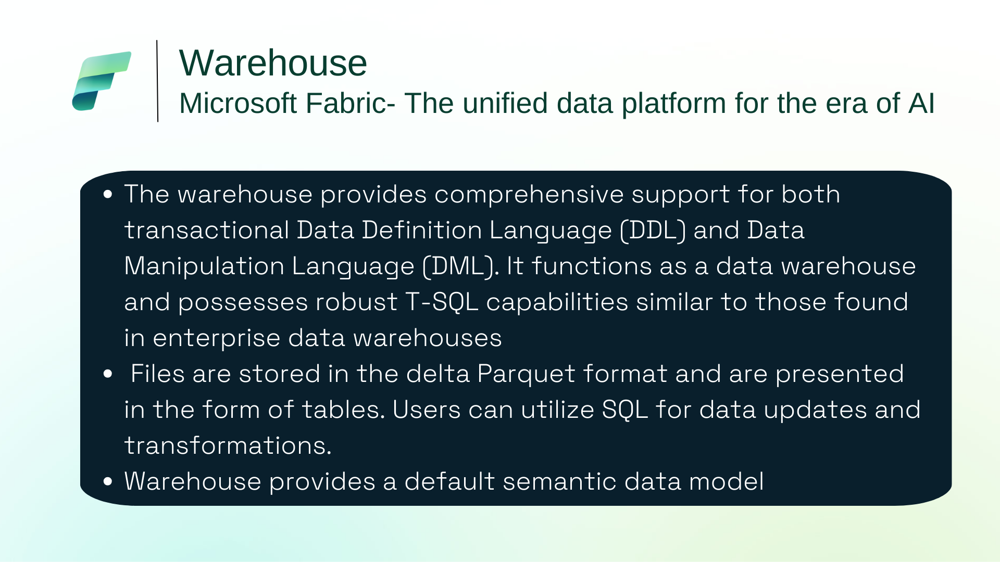 Warehouse
Microsoft Fabric- The unified data platform for the era of AI
• The warehouse provides comprehensive support for both
transactional Data Definition Language (DDL) and Data
Manipulation Language (DML). It functions as a data warehouse
and possesses robust T-SQL capabilities similar to those found
in enterprise data warehouses
• Files are stored in the delta Parquet format and are presented
in the form of tables. Users can utilize SQL for data updates and
transformations.
• Warehouse provides a default semantic data model